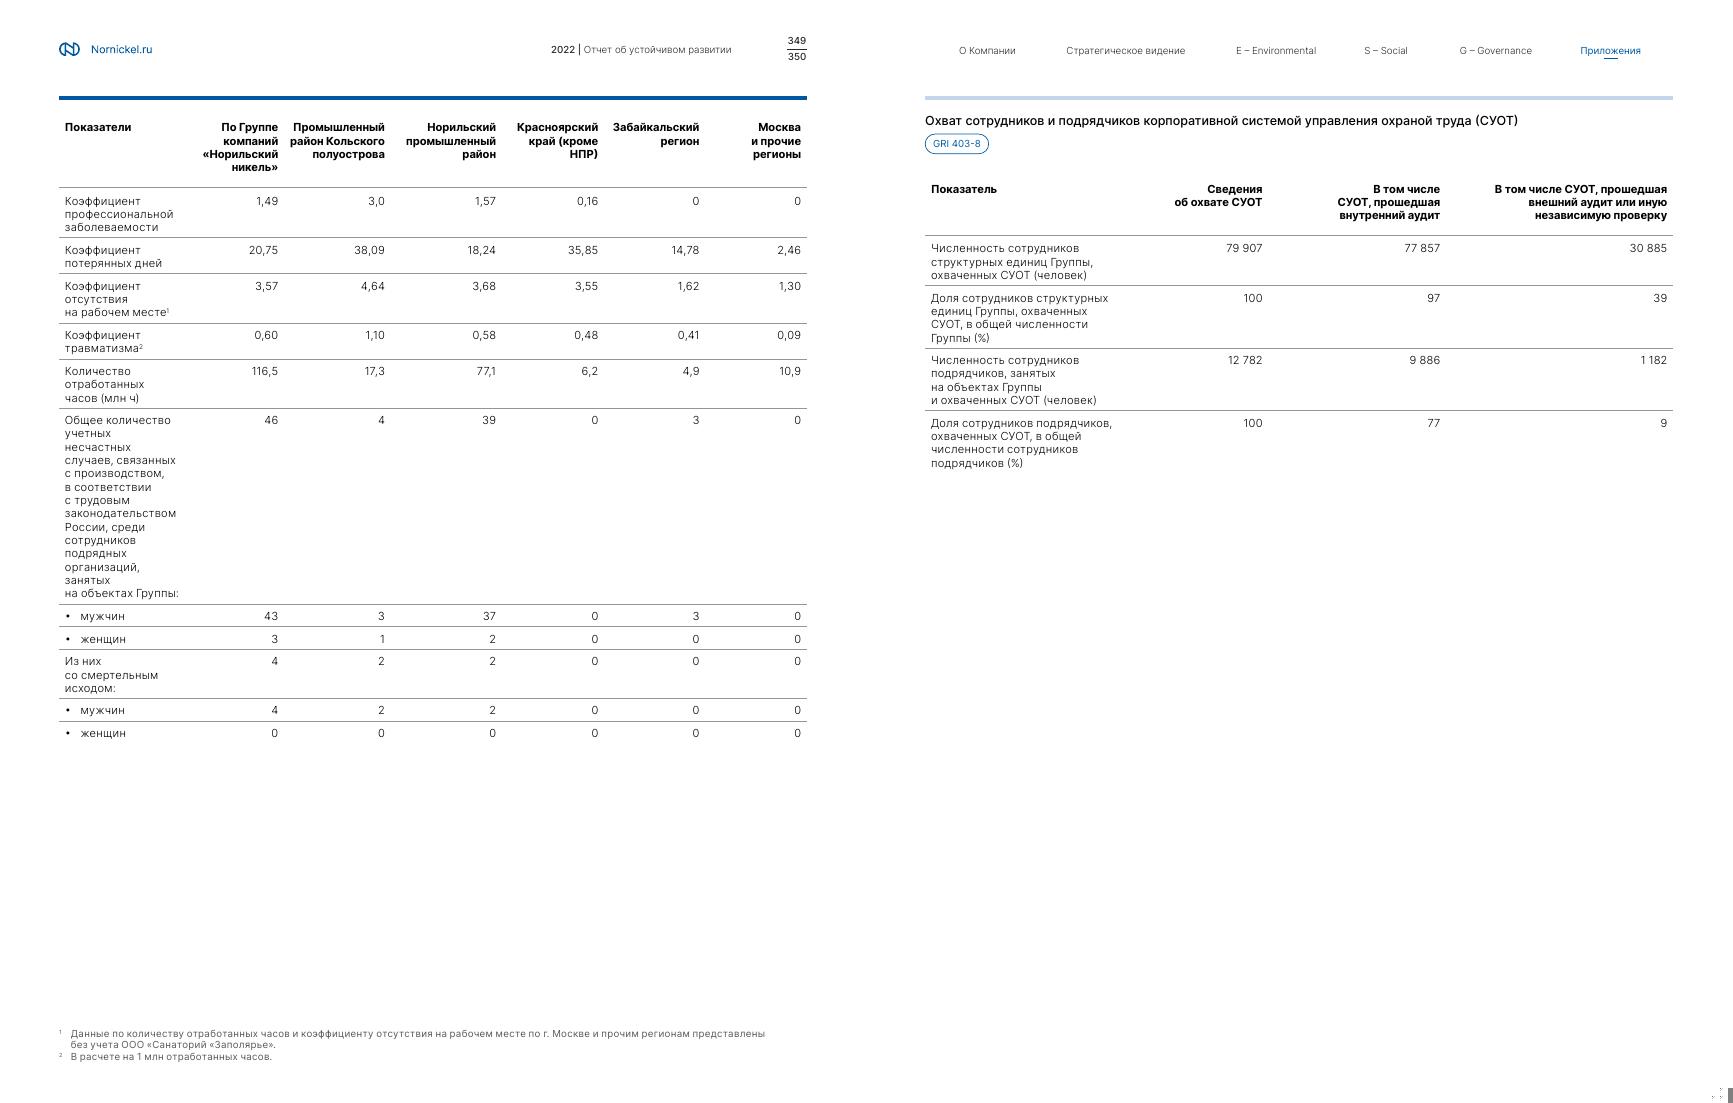 Nornickel.ru
2022 | Отчет об устойчивом развитии
349
350
Показатели
По Группе
компаний
«Норильский
никель»
Промышленный
район Кольского
полуострова
Норильский
промышленный
район
Красноярский
край (кроме
НПР)
Забайкальский
регион
Москва
и прочие
регионы
Коэффициент 1,49 3,0 1,57 0,16 0 0
профессиональной
заболеваемости
Коэффициент 20,75 38,09 18,24 35,85 14,78 2,46
потерянных дней
Коэффициент 3,57 4,64 3,68 3,55 1,62 1,30
отсутствия
на рабочем месте¹
Коэффициент 0,60 1,10 0,58 0,48 0,41 0,09
травматизма²
Количество 116,5 17,3 77,1 6,2 4,9 10,9
отработанных
часов (млн ч)
Общее количество 46 4 39 0 3 0
учетных
несчастных
случаев, связанных
с производством,
в соответствии
с трудовым
законодательством
России, среди
сотрудников
подрядных
организаций,
занятых
на объектах Группы:
• мужчин 43 3 37 0 3 0
• женщин 3 1 2 0 0 0
Из них 4 2 2 0 0 0
со смертельным
исходом:
• мужчин 4 2 2 0 0 0
• женщин 0 0 0 0 0 0
¹ Данные по количеству отработанных часов и коэффициенту отсутствия на рабочем месте по г. Москве и прочим регионам представлены
без учета ООО «Санаторий «Заполярье».
² В расчете на 1 млн отработанных часов.
О Компании Стратегическое видение E – Environmental S – Social G – Governance Приложения
Охват сотрудников и подрядчиков корпоративной системой управления охраной труда (СУОТ)
GRI 403-8
Показатель
Сведения
об охвате СУОТ
В том числе
СУОТ, прошедшая
внутренний аудит
В том числе СУОТ, прошедшая
внешний аудит или иную
независимую проверку
Численность сотрудников 79 907 77 857 30 885
структурных единиц Группы,
охваченных СУОТ (человек)
Доля сотрудников структурных 100 97 39
единиц Группы, охваченных
СУОТ, в общей численности
Группы (%)
Численность сотрудников 12 782 9 886 1 182
подрядчиков, занятых
на объектах Группы
и охваченных СУОТ (человек)
Доля сотрудников подрядчиков, 100 77 9
охваченных СУОТ, в общей
численности сотрудников
подрядчиков (%)